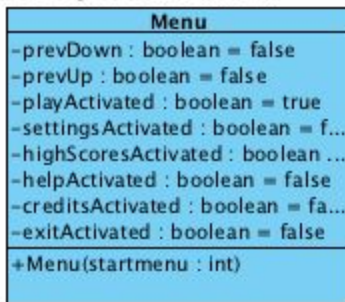 Menu
-prevDown : boolean = false
-prevUp : boolean = false
-playActivated : boolean = true
-settingsActivated : boolean = f...
-highScoresActivated : boolean ...
-helpActivated : boolean = false
-creditsActivated : boolean = fa...
-exitActivated : boolean = false
+Menu(startmenu : int)